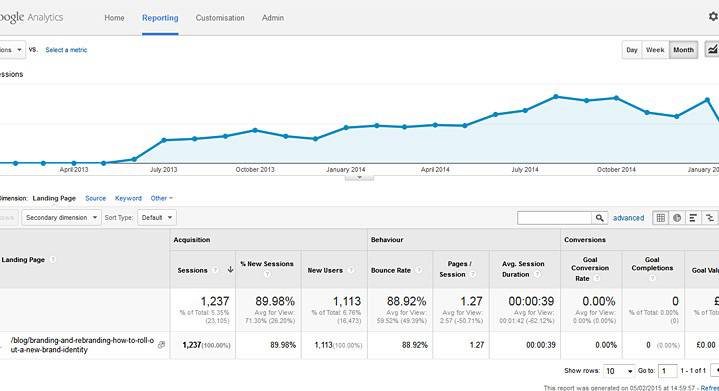 oogle Analytics
Home Reporting Customisation Admin
ions vs. Select a metric
Day Week Month
essions
April 2013 July 2013 October 2013 January 2014 April 2014 July 2014 October 2014 January 20
Dimension: Landing Page Source Keyword Other
Secondary dimension Sort Type: Default advanced
Acquisition Behaviour Conversions
Landing Page Sessions % New Sessions New Users Bounce Rate Pages / Session Avg. Session Duration Goal Conversion Rate Goal Completions Goal Valu
1,237 89.98% 1,113 88.92% 1.27 00:00:39 0.00% 0 £
% of Total: 5.35% (23,105) Avg for View: 71.30% (26.20%) % of Total: 6.76% (16,473) Avg for View: 59.52% (49.39%) Avg for View: 2.57 (-50.71%) Avg for View: 00:01:42 (-62.12%) Avg for View: 0.00% (0.00%) % of Total: 0.00% (0)
/blog/branding-and-rebranding-how-to-roll-o
ut-a-new-brand-identity
1,237(100.00%) 89.98% 1,113(100.00%) 88.92% 1.27 00:00:39 0.00% 0 (0.00%) £0.00
Show rows: 10 Go to: 1 1 - 1 of 1
This report was generated on 05/02/2015 at 14:59:57 - Refre